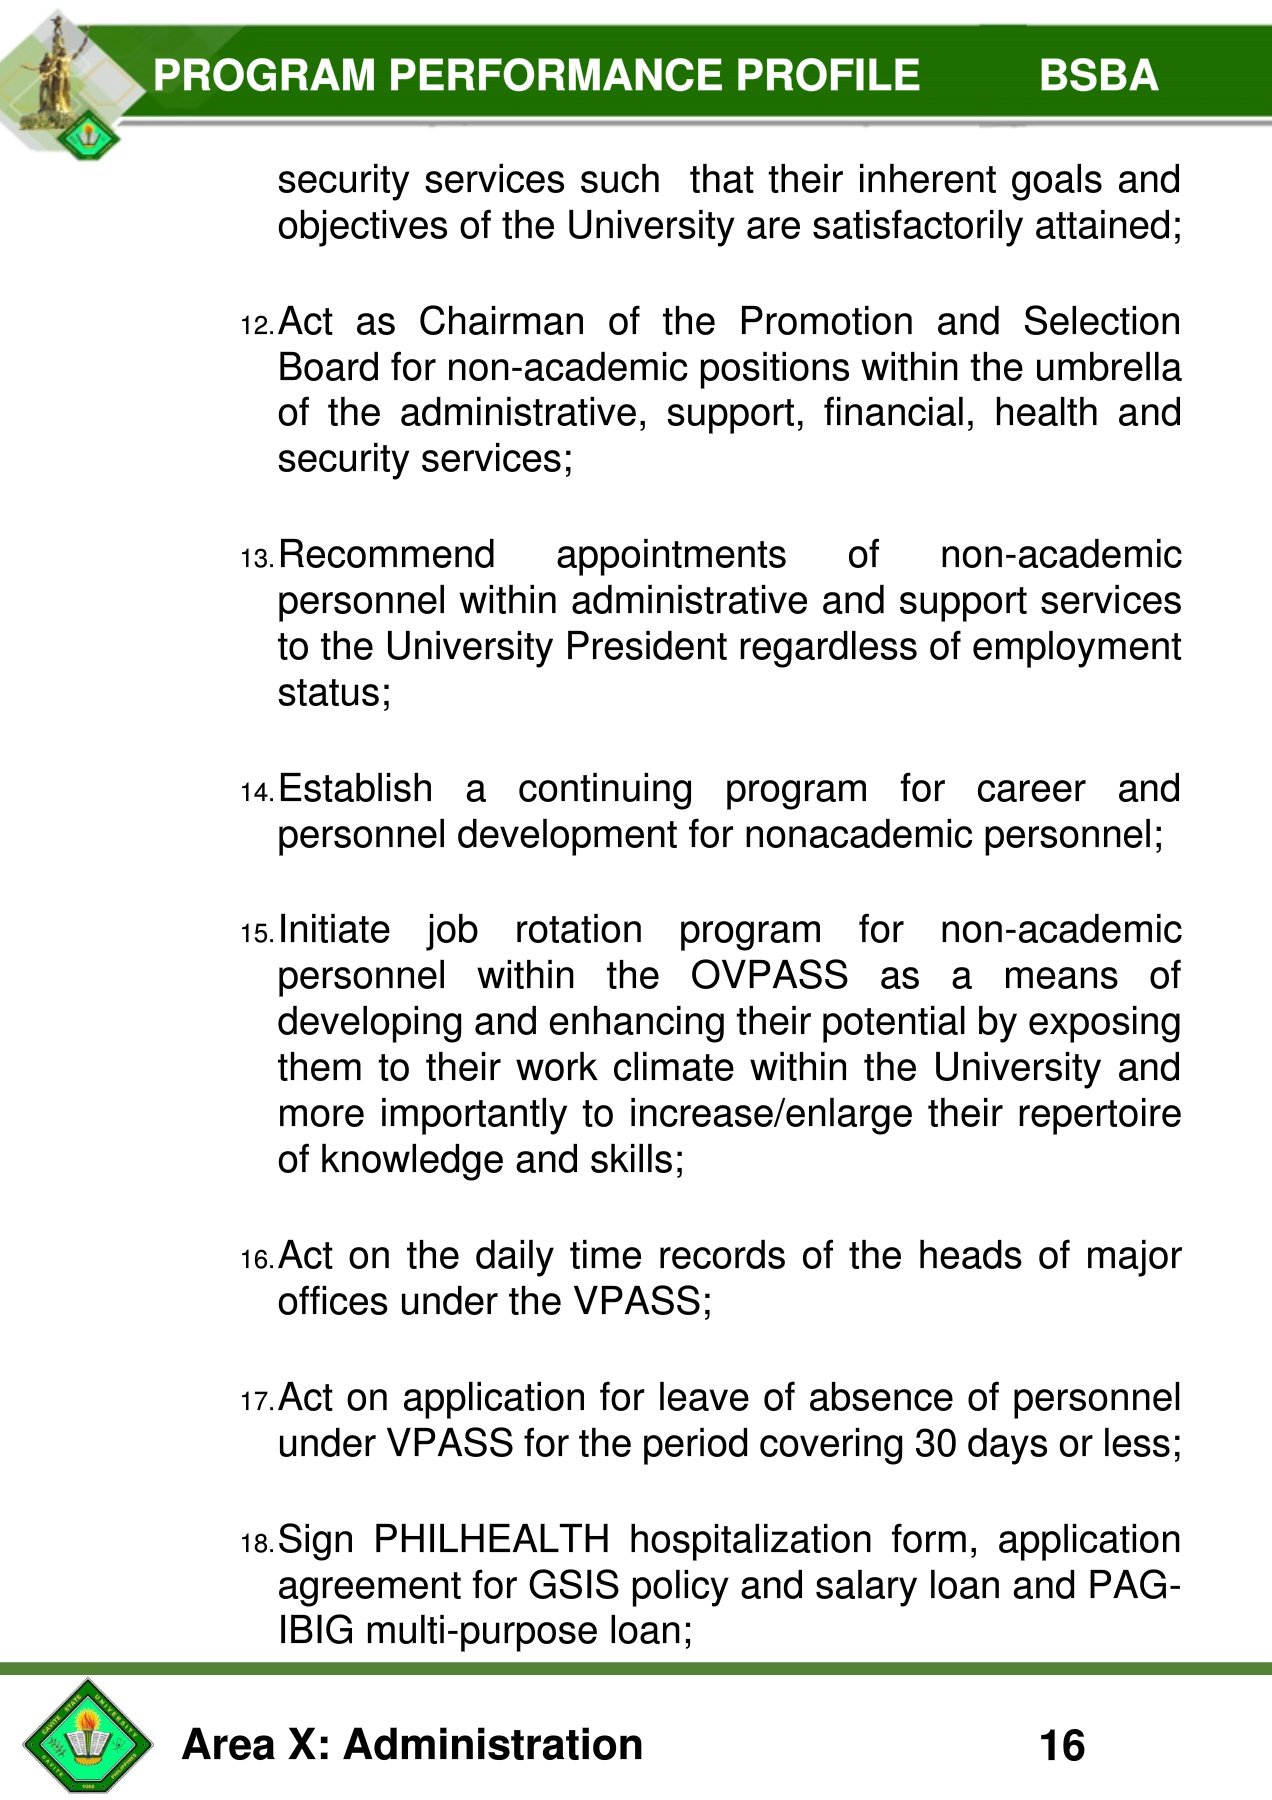 PROGRAM PERFORMANCE PROFILE BSBA
security services such that their inherent goals and
objectives of the University are satisfactorily attained;
12. Act as Chairman of the Promotion and Selection
Board for non-academic positions within the umbrella
of the administrative, support, financial, health and
security services;
13. Recommend appointments of non-academic
personnel within administrative and support services
to the University President regardless of employment
status;
14. Establish a continuing program for career and
personnel development for nonacademic personnel;
15. Initiate job rotation program for non-academic
personnel within the OVPASS as a means of
developing and enhancing their potential by exposing
them to their work climate within the University and
more importantly to increase/enlarge their repertoire
of knowledge and skills;
16. Act on the daily time records of the heads of major
offices under the VPASS;
17. Act on application for leave of absence of personnel
under VPASS for the period covering 30 days or less;
18. Sign PHILHEALTH hospitalization form, application
agreement for GSIS policy and salary loan and PAG-
IBIG multi-purpose loan;
CAVITE STATE UNIVERSITY
CAVITE PHILIPPINES
1906
Area X: Administration 16